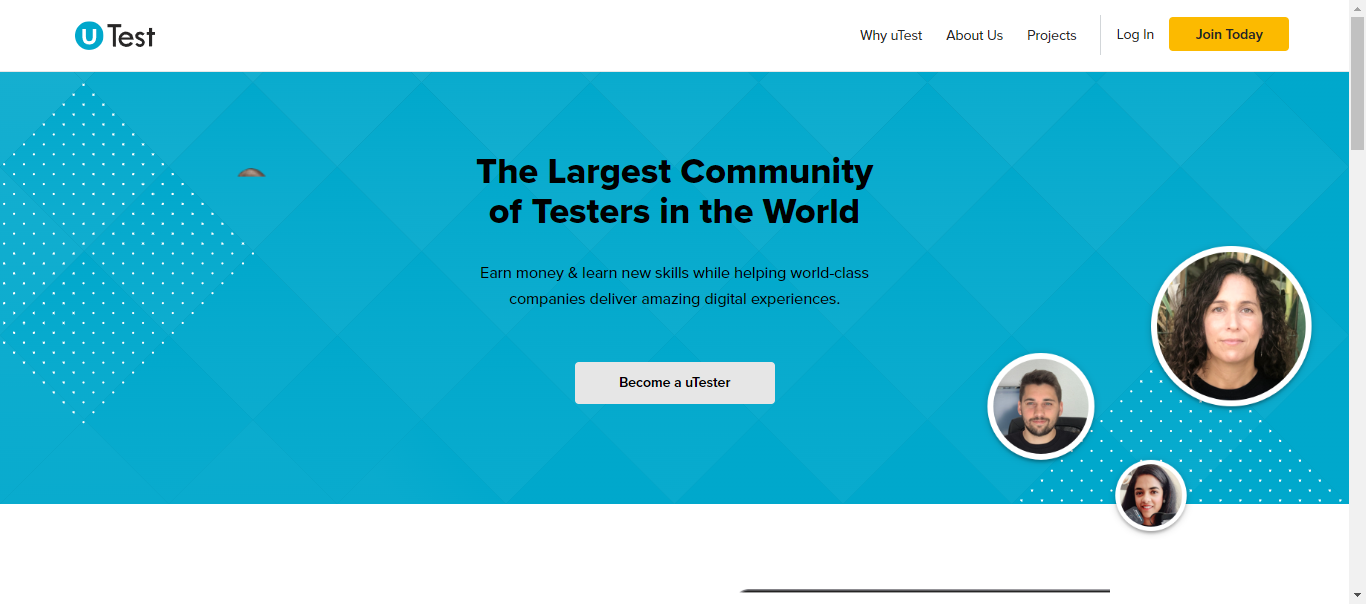 uTest
Why uTest
About Us
Projects
Log In
Join Today
The Largest Community
of Testers in the World
Earn money & learn new skills while helping world-class
companies deliver amazing digital experiences.
Become a uTester